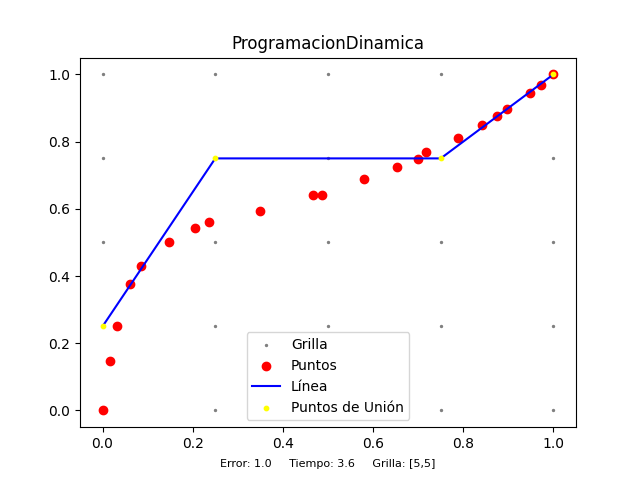 ProgramacionDinamica
1.0
0.8
0.6
0.4
0.2
0.0
Grilla
Puntos
Línea
Puntos de Unión
0.0 0.2 0.4 0.6 0.8 1.0
Error: 1.0 Tiempo: 3.6 Grilla: [5,5]